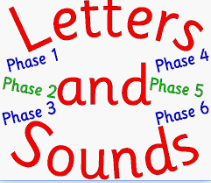 Letters
Phase 1 Phase 4
Phase 2 and Phase 5
Phase 3 Phase 6
Sounds